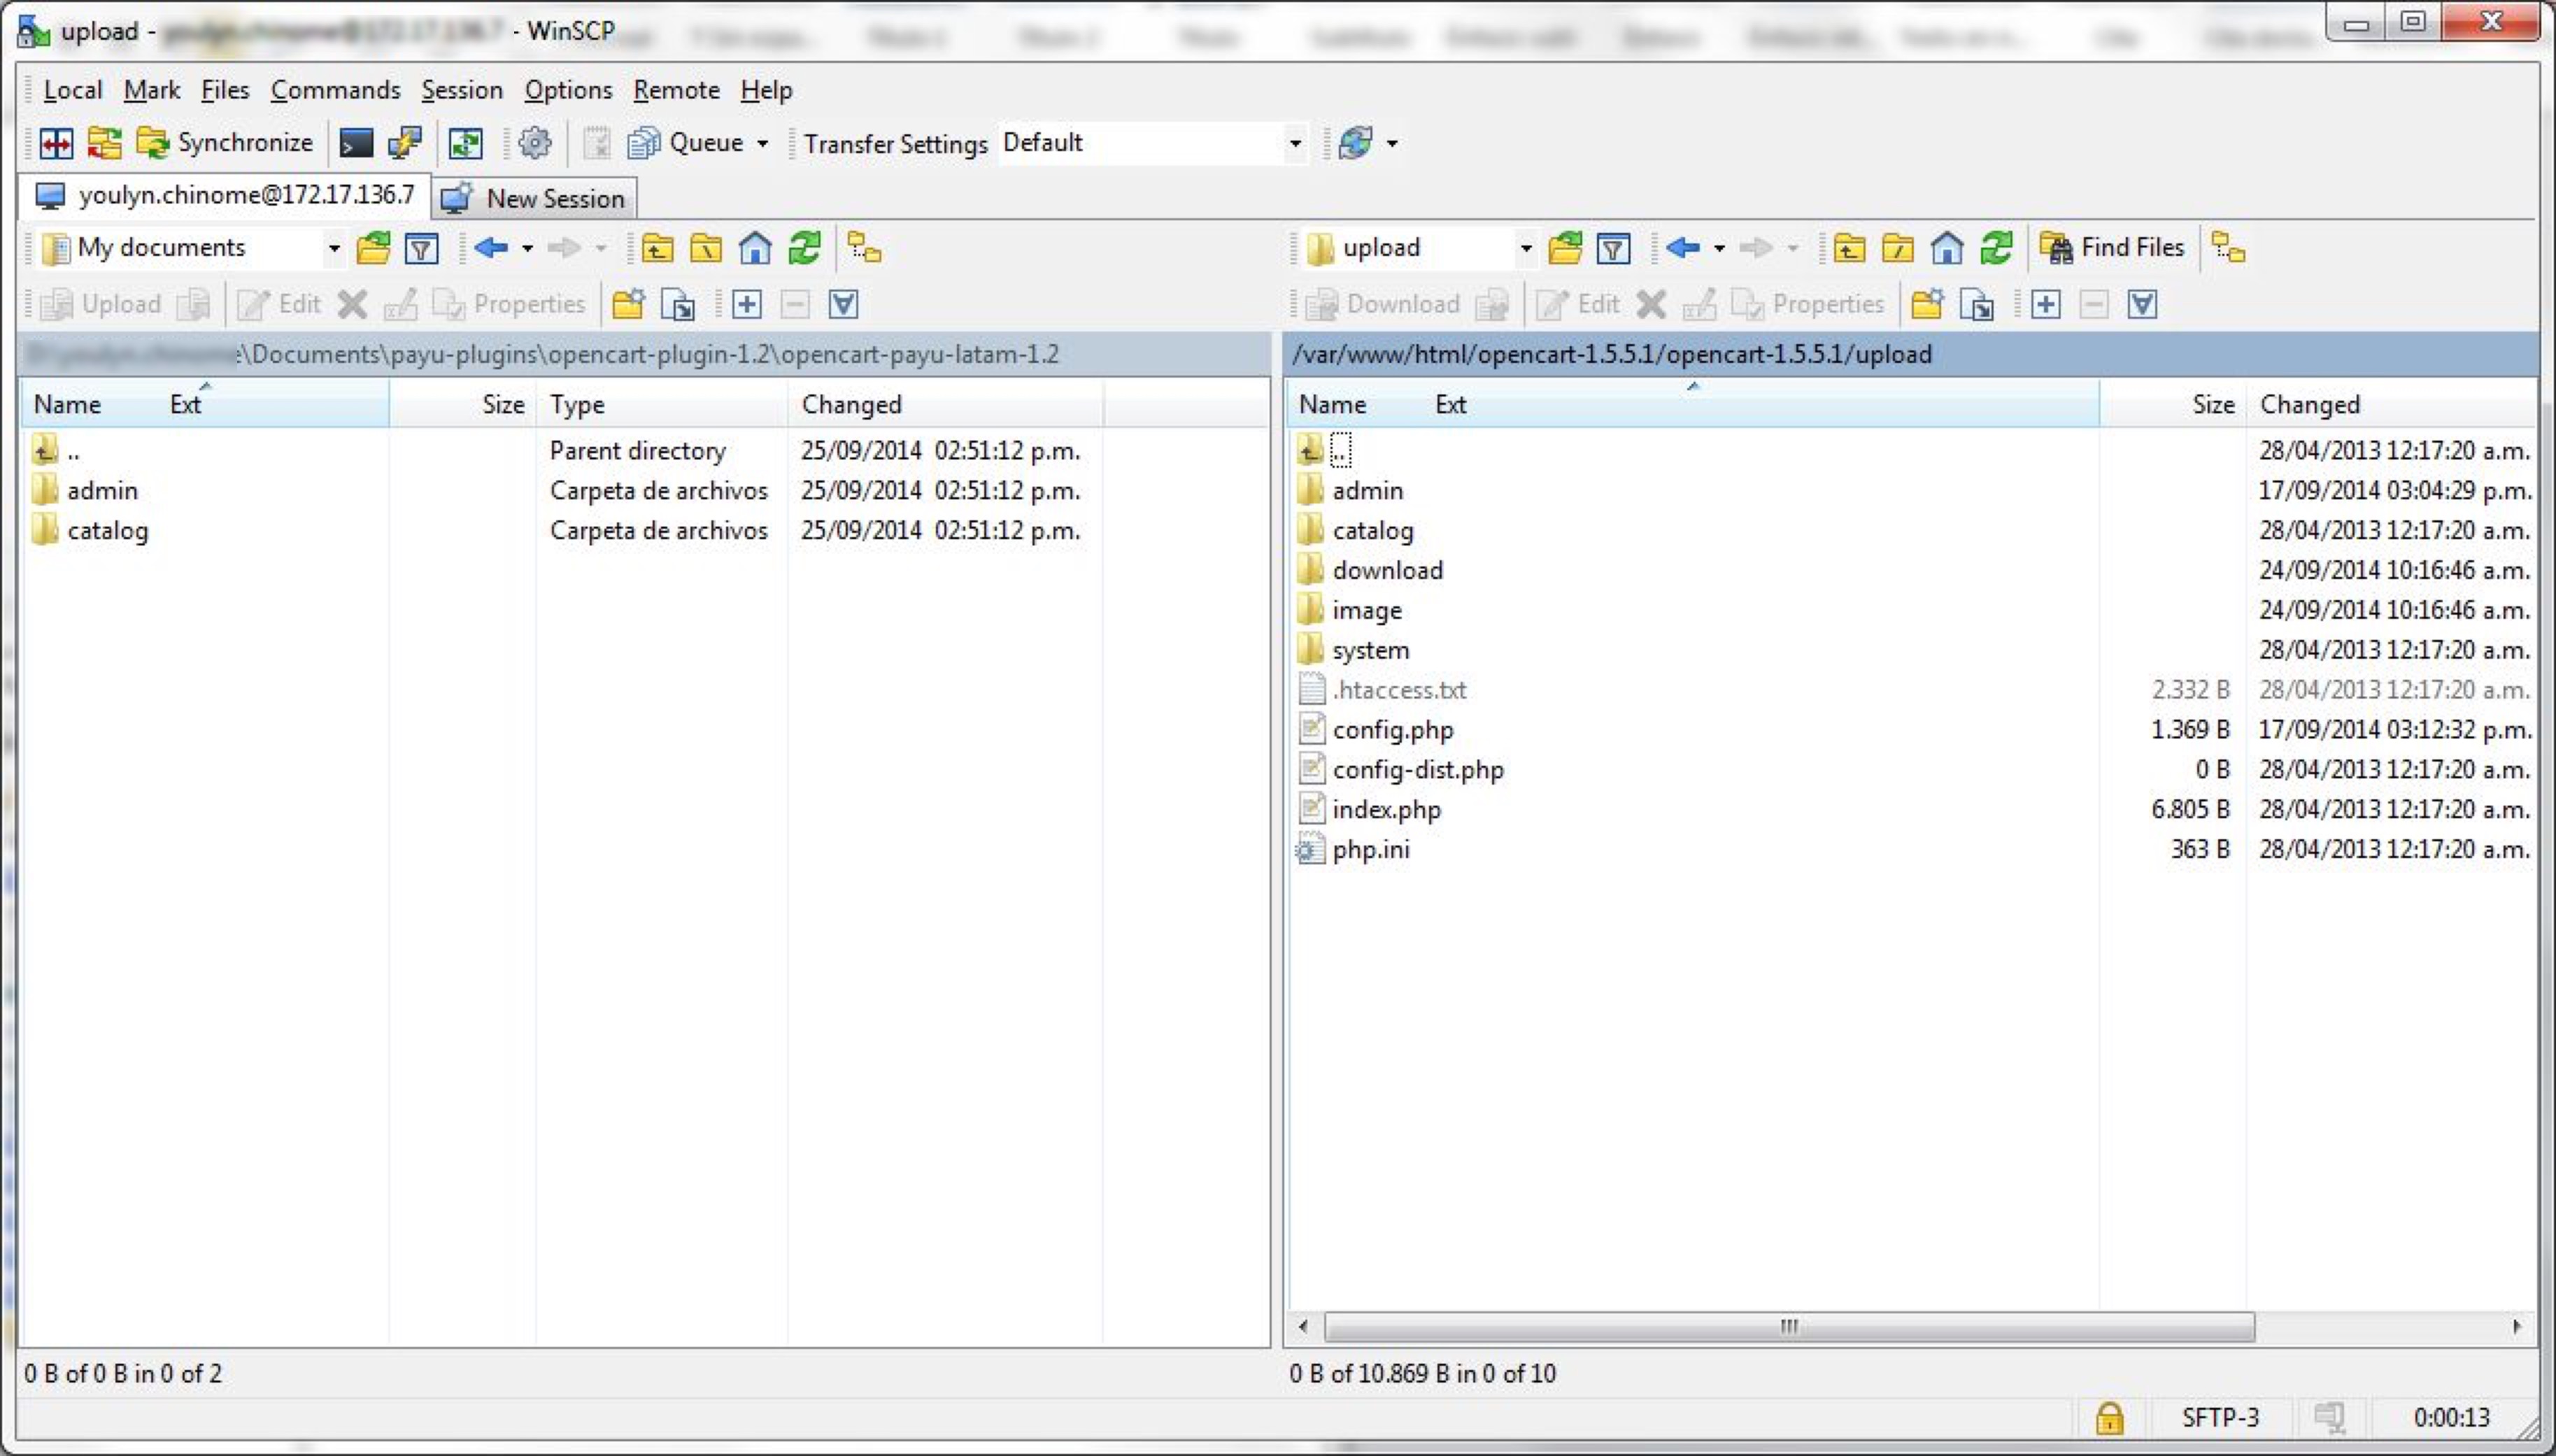 upload - - WinSCP
Local Mark Files Commands Session Options Remote Help
Synchronize Queue Transfer Settings Default
youlyn.chinome@172.17.136.7 New Session
My documents
upload Find Files
Upload Edit Properties
Download Edit Properties
\Documents\payu-plugins\opencart-plugin-1.2\opencart-payu-latam-1.2
/var/www/html/opencart-1.5.5.1/opencart-1.5.5.1/upload
Name Ext Size Type Changed
.. Parent directory 25/09/2014 02:51:12 p.m.
admin Carpeta de archivos 25/09/2014 02:51:12 p.m.
catalog Carpeta de archivos 25/09/2014 02:51:12 p.m.
0 B of 0 B in 0 of 2
Name Ext Size Changed
.. 28/04/2013 12:17:20 a.m.
admin 17/09/2014 03:04:29 p.m.
catalog 28/04/2013 12:17:20 a.m.
download 24/09/2014 10:16:46 a.m.
image 24/09/2014 10:16:46 a.m.
system 28/04/2013 12:17:20 a.m.
.htaccess.txt 2.332 B 28/04/2013 12:17:20 a.m.
config.php 1.369 B 17/09/2014 03:12:32 p.m.
config-dist.php 0 B 28/04/2013 12:17:20 a.m.
index.php 6.805 B 28/04/2013 12:17:20 a.m.
php.ini 363 B 28/04/2013 12:17:20 a.m.
0 B of 10.869 B in 0 of 10
SFTP-3 0:00:13